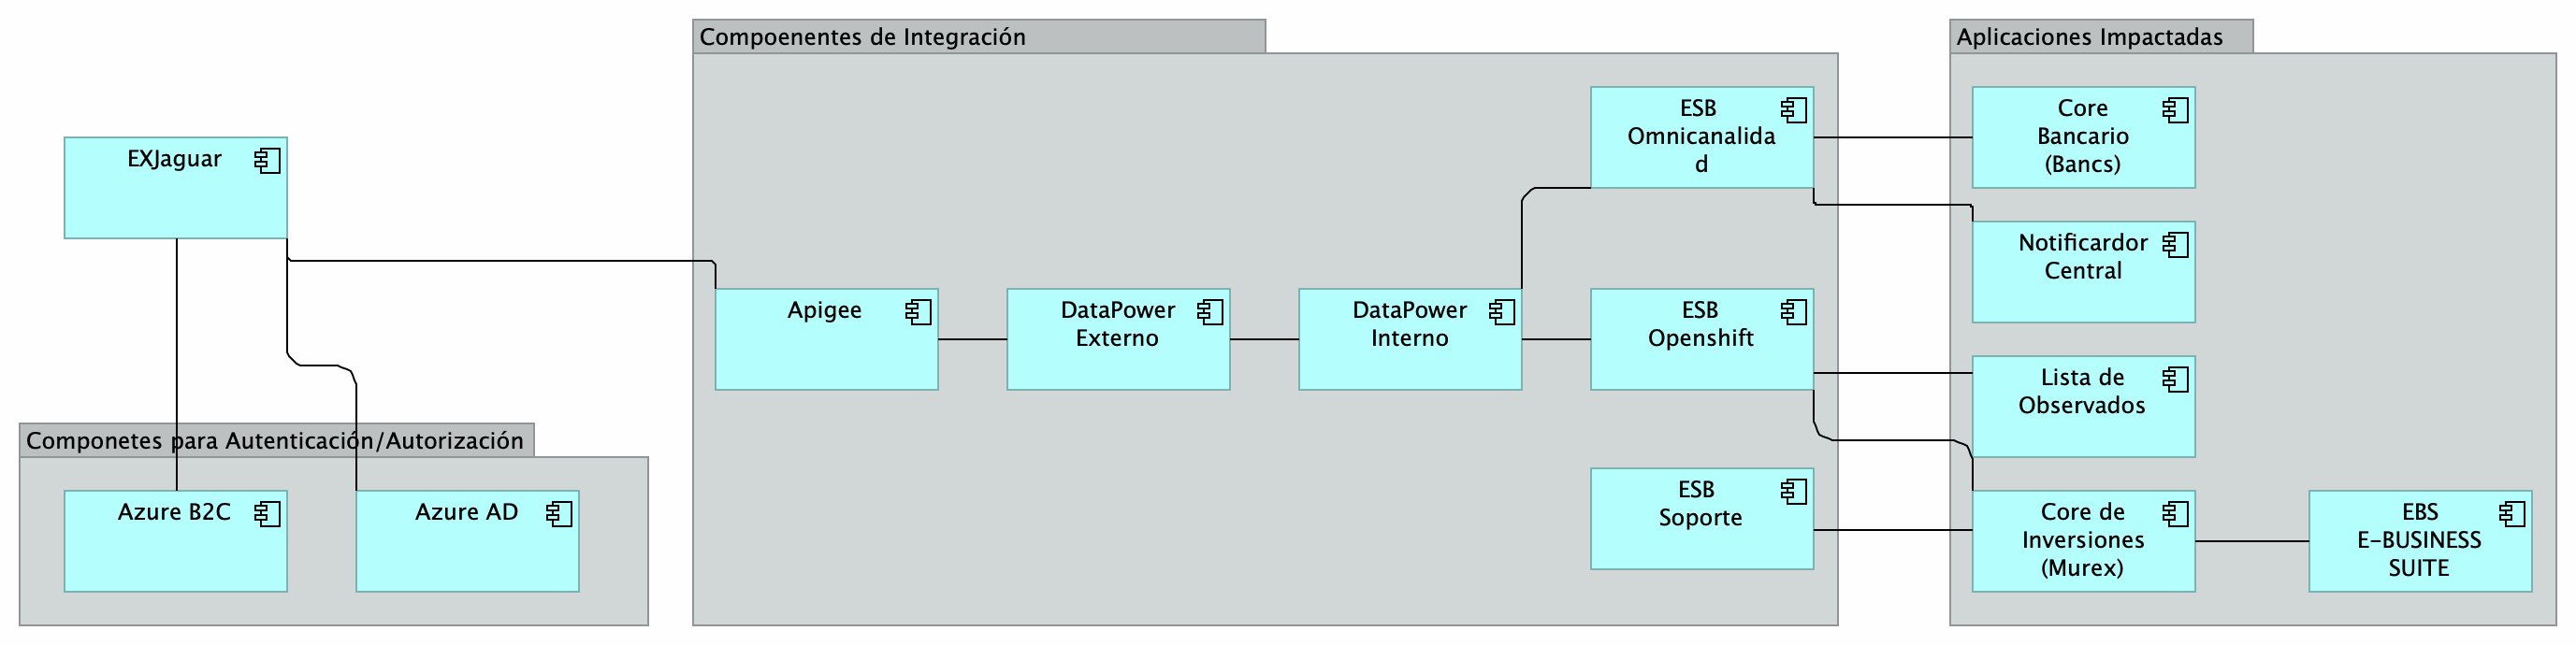 Compoenentes de Integración
Aplicaciones Impactadas
ESB
Omnicanalida
d
Core
Bancario
(Bancs)
EXJaguar
Notificardor
Central
Apigee
DataPower
Externo
DataPower
Interno
ESB
Openshift
Lista de
Observados
Componetes para Autenticación/Autorización
Azure B2C
Azure AD
ESB
Soporte
Core de
Inversiones
(Murex)
EBS
E-BUSINESS
SUITE